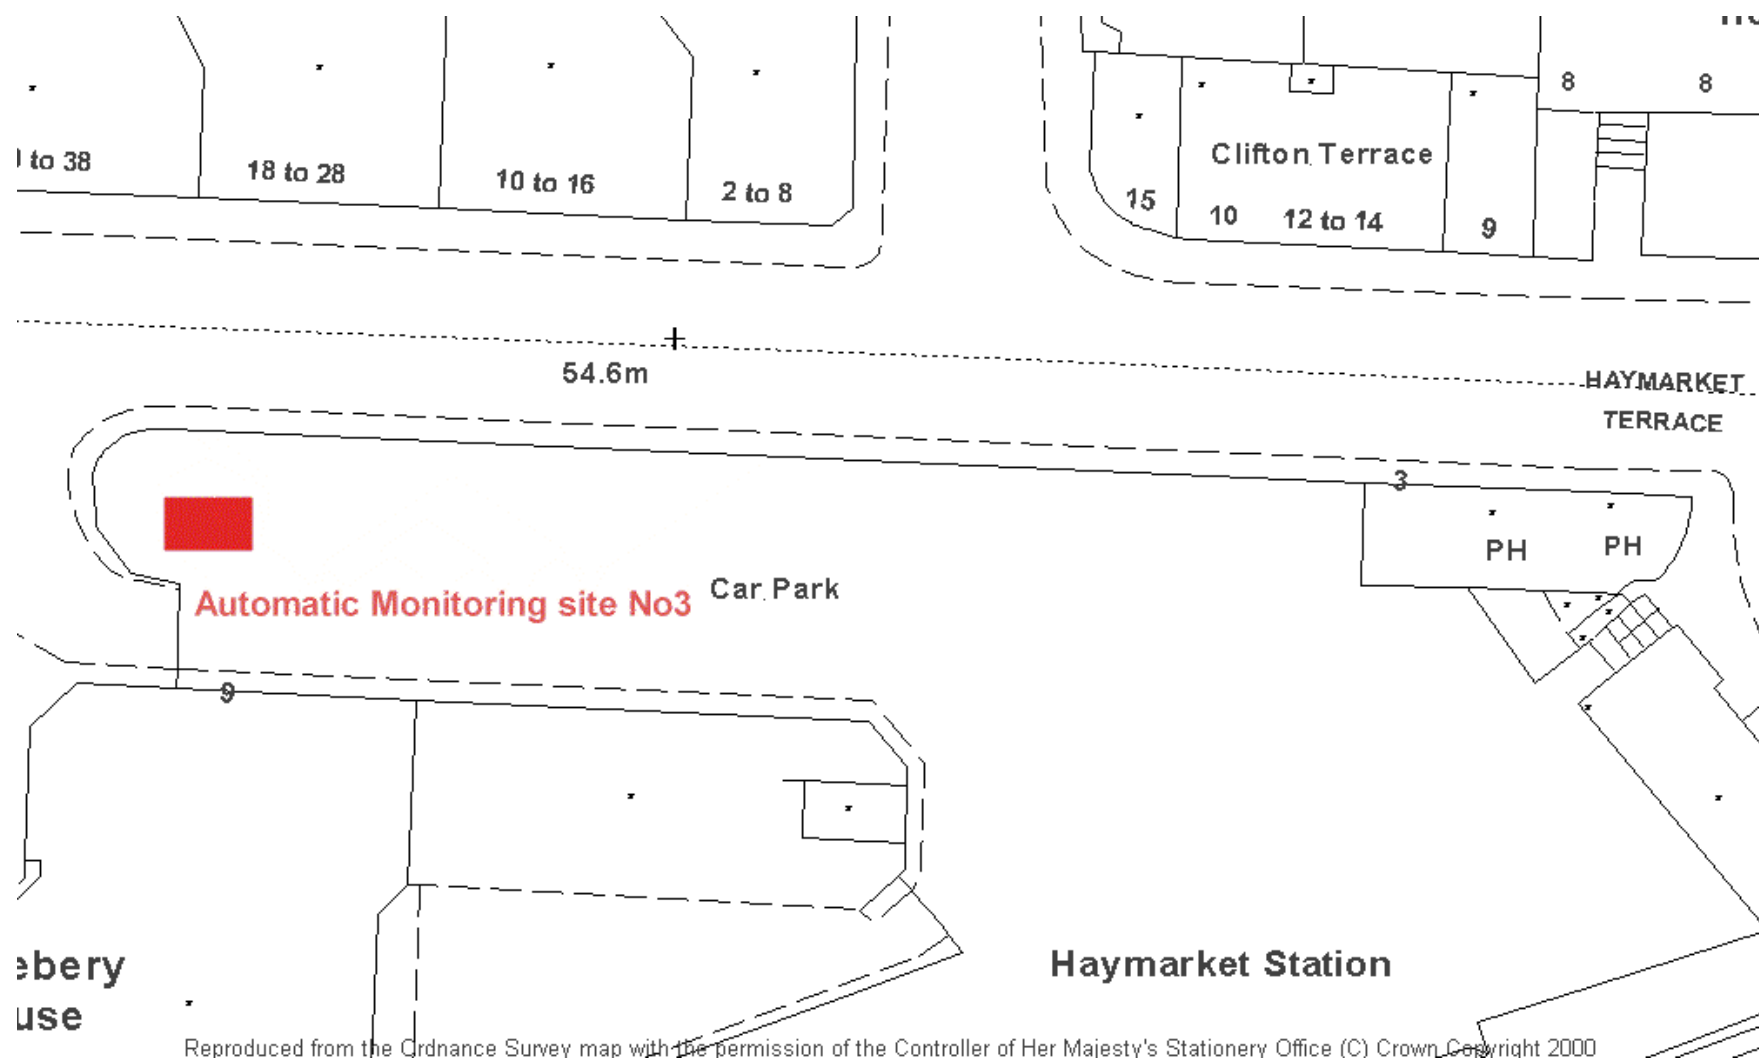 8
8
to 38
18 to 28
10 to 16
2 to 8
Clifton Terrace
15
10
12 to 14
9
54.6m
HAYMARKET
TERRACE
3
PH
PH
Car Park
Automatic Monitoring site No3
9
ebery
use
Haymarket Station
Reproduced from the Ordnance Survey map with the permission of the Controller of Her Majesty's Stationery Office (C) Crown Copyright 2000